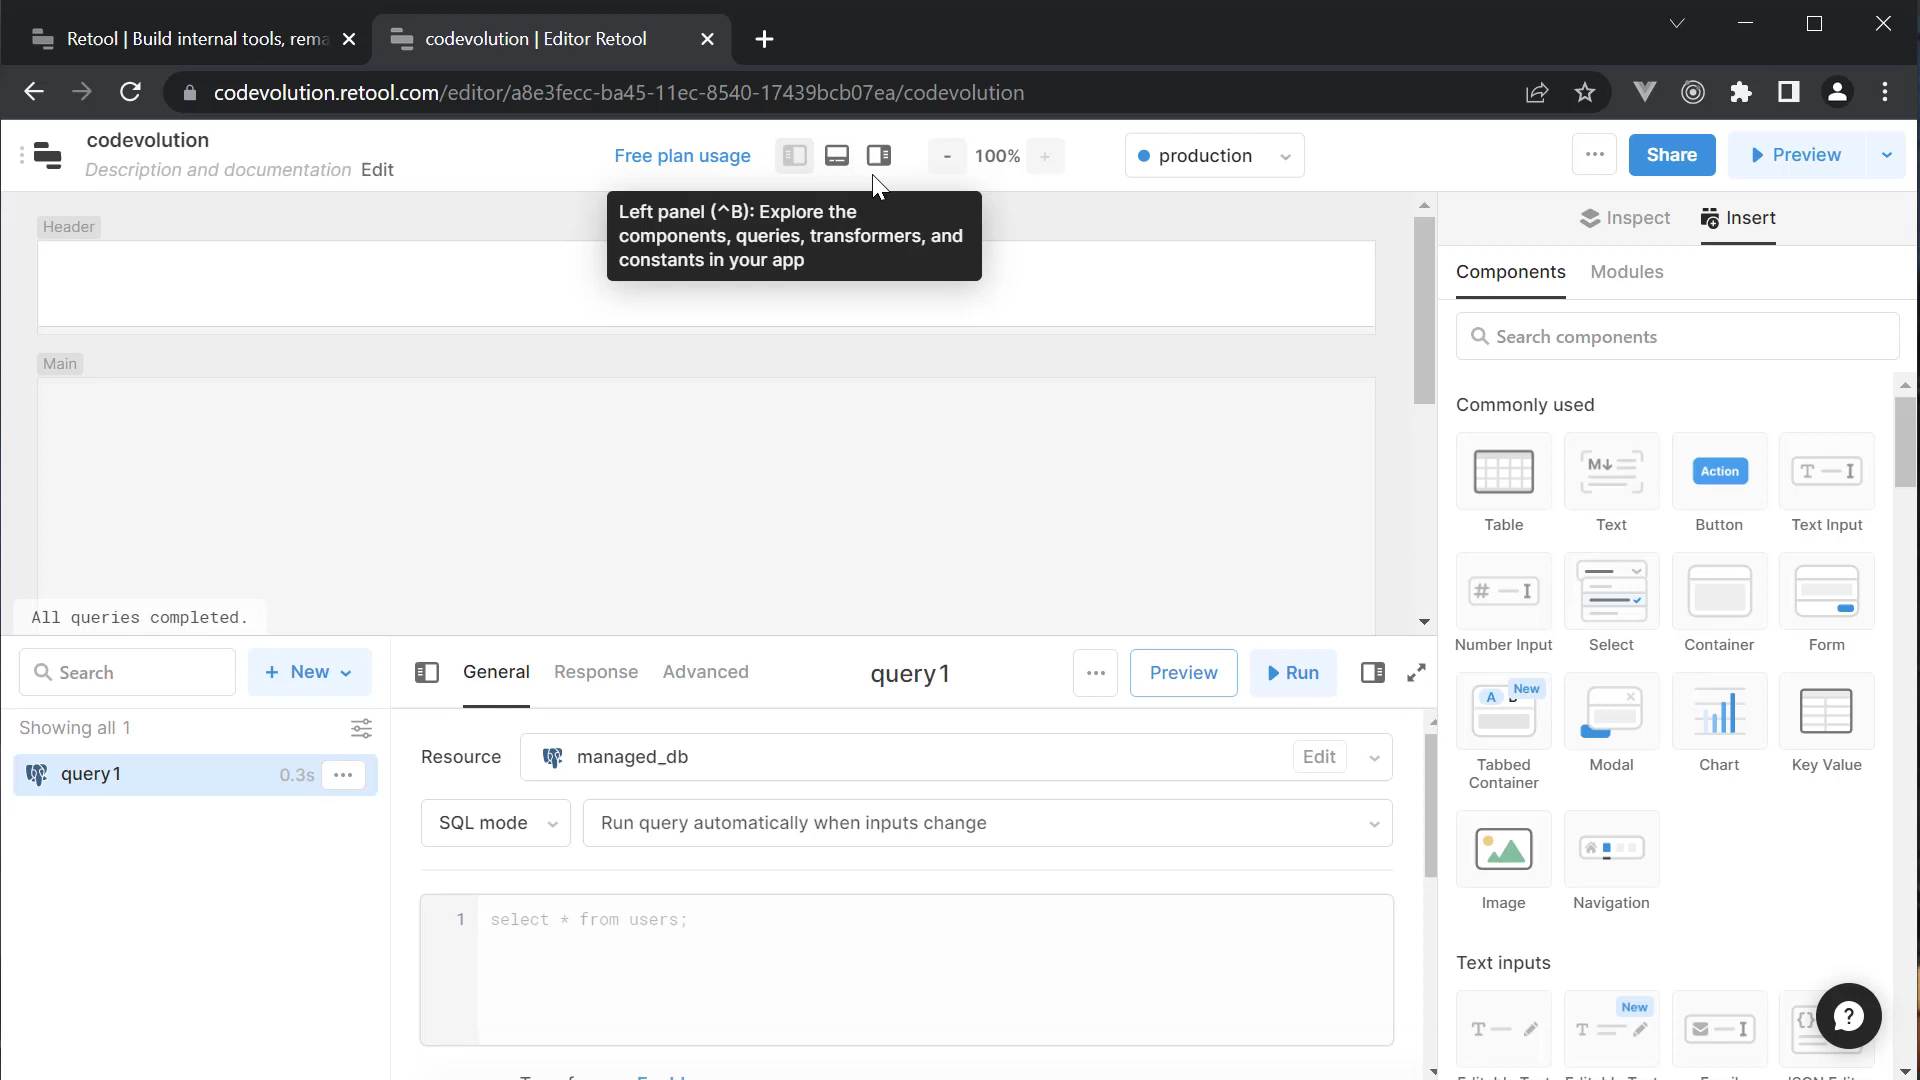 Retool | Build internal tools, rema
codevolution | Editor Retool
codevolution.retool.com/editor/a8e3fecc-ba45-11ec-8540-17439bcb07ea/codevolution
codevolution
Description and documentation Edit
Free plan usage
- 100% +
production
Share
Preview
Left panel (^B): Explore the
components, queries, transformers, and
constants in your app
Header
Main
All queries completed.
Inspect
Insert
Components
Modules
Search components
Commonly used
Action
Table
Text
Button
Text Input
Number Input
Select
Container
Form
New
Tabbed
Container
Modal
Chart
Key Value
Image
Navigation
Text inputs
New
Search
+ New
General
Response
Advanced
query1
Preview
Run
Showing all 1
query1
0.3s
Resource
managed_db
Edit
SQL mode
Run query automatically when inputs change
1 select * from users;